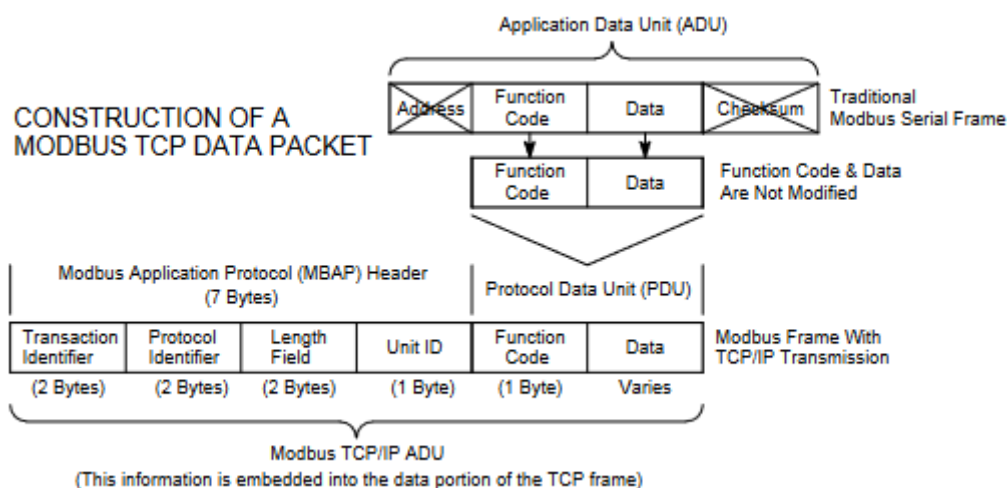 Application Data Unit (ADU)
CONSTRUCTION OF A
MODBUS TCP DATA PACKET
Address
Function
Code
Data
Checksum
Traditional
Modbus Serial Frame
Function
Code
Data
Function Code & Data
Are Not Modified
Modbus Application Protocol (MBAP) Header
(7 Bytes)
Protocol Data Unit (PDU)
Transaction
Identifier
Protocol
Identifier
Length
Field
Unit ID
Function
Code
Data
Modbus Frame With
TCP/IP Transmission
(2 Bytes)
(2 Bytes)
(2 Bytes)
(1 Byte)
(1 Byte)
Varies
Modbus TCP/IP ADU
(This information is embedded into the data portion of the TCP frame)